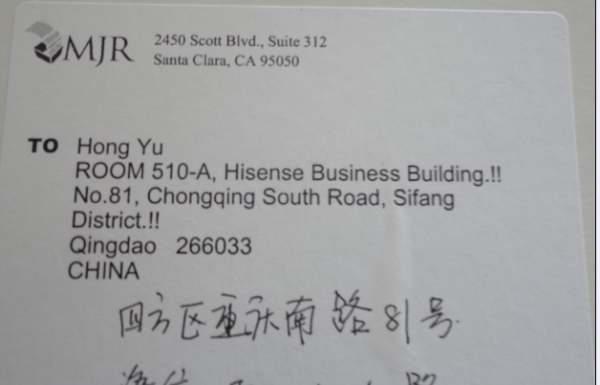 MJR
2450 Scott Blvd., Suite 312
Santa Clara, CA 95050
TO Hong Yu
ROOM 510-A, Hisense Business Building.!!
No.81, Chongqing South Road, Sifang
District.!!
Qingdao 266033
CHINA
四方区重庆南路81号